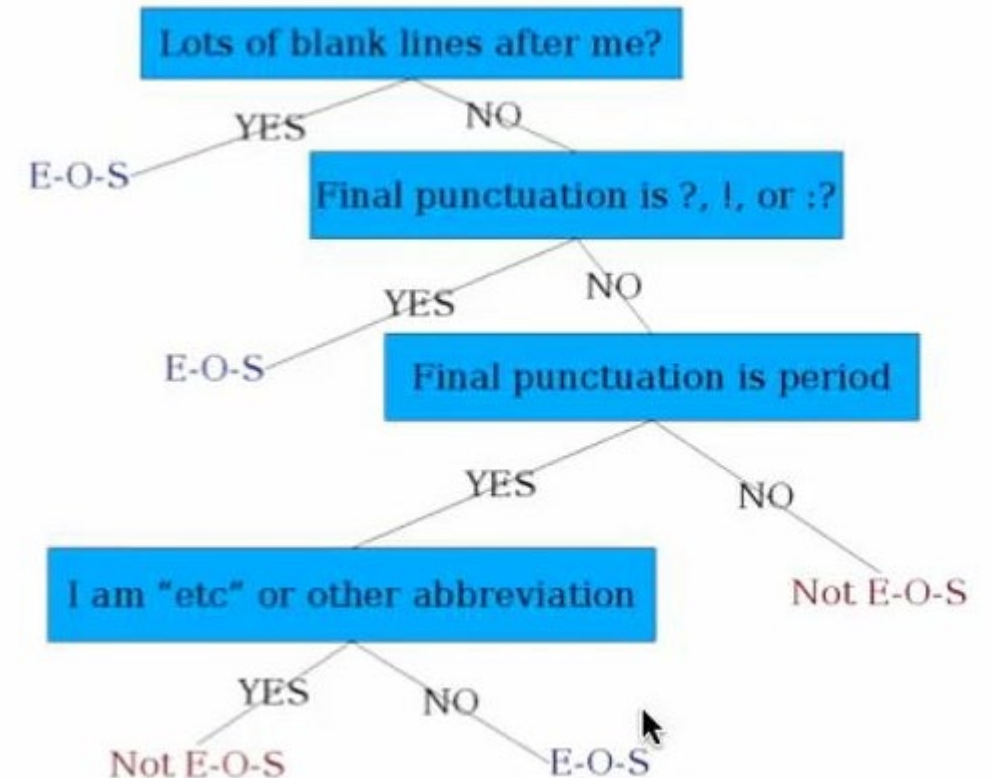 Lots of blank lines after me?
YES
NO
E-O-S
Final punctuation is ?, !, or :?
YES
NO
E-O-S
Final punctuation is period
YES
NO
I am “etc” or other abbreviation
Not E-O-S
YES
NO
Not E-O-S
E-O-S